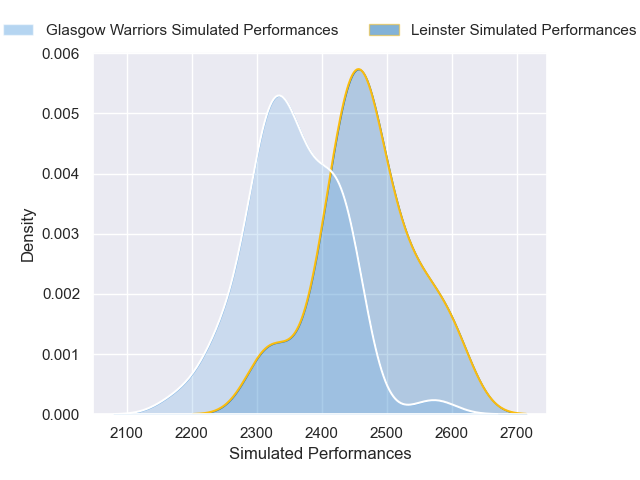 Glasgow Warriors Simulated Performances Leinster Simulated Performances
0.006
0.005
0.004
0.003
0.002
0.001
0.000
Density
2100 2200 2300 2400 2500 2600 2700
Simulated Performances